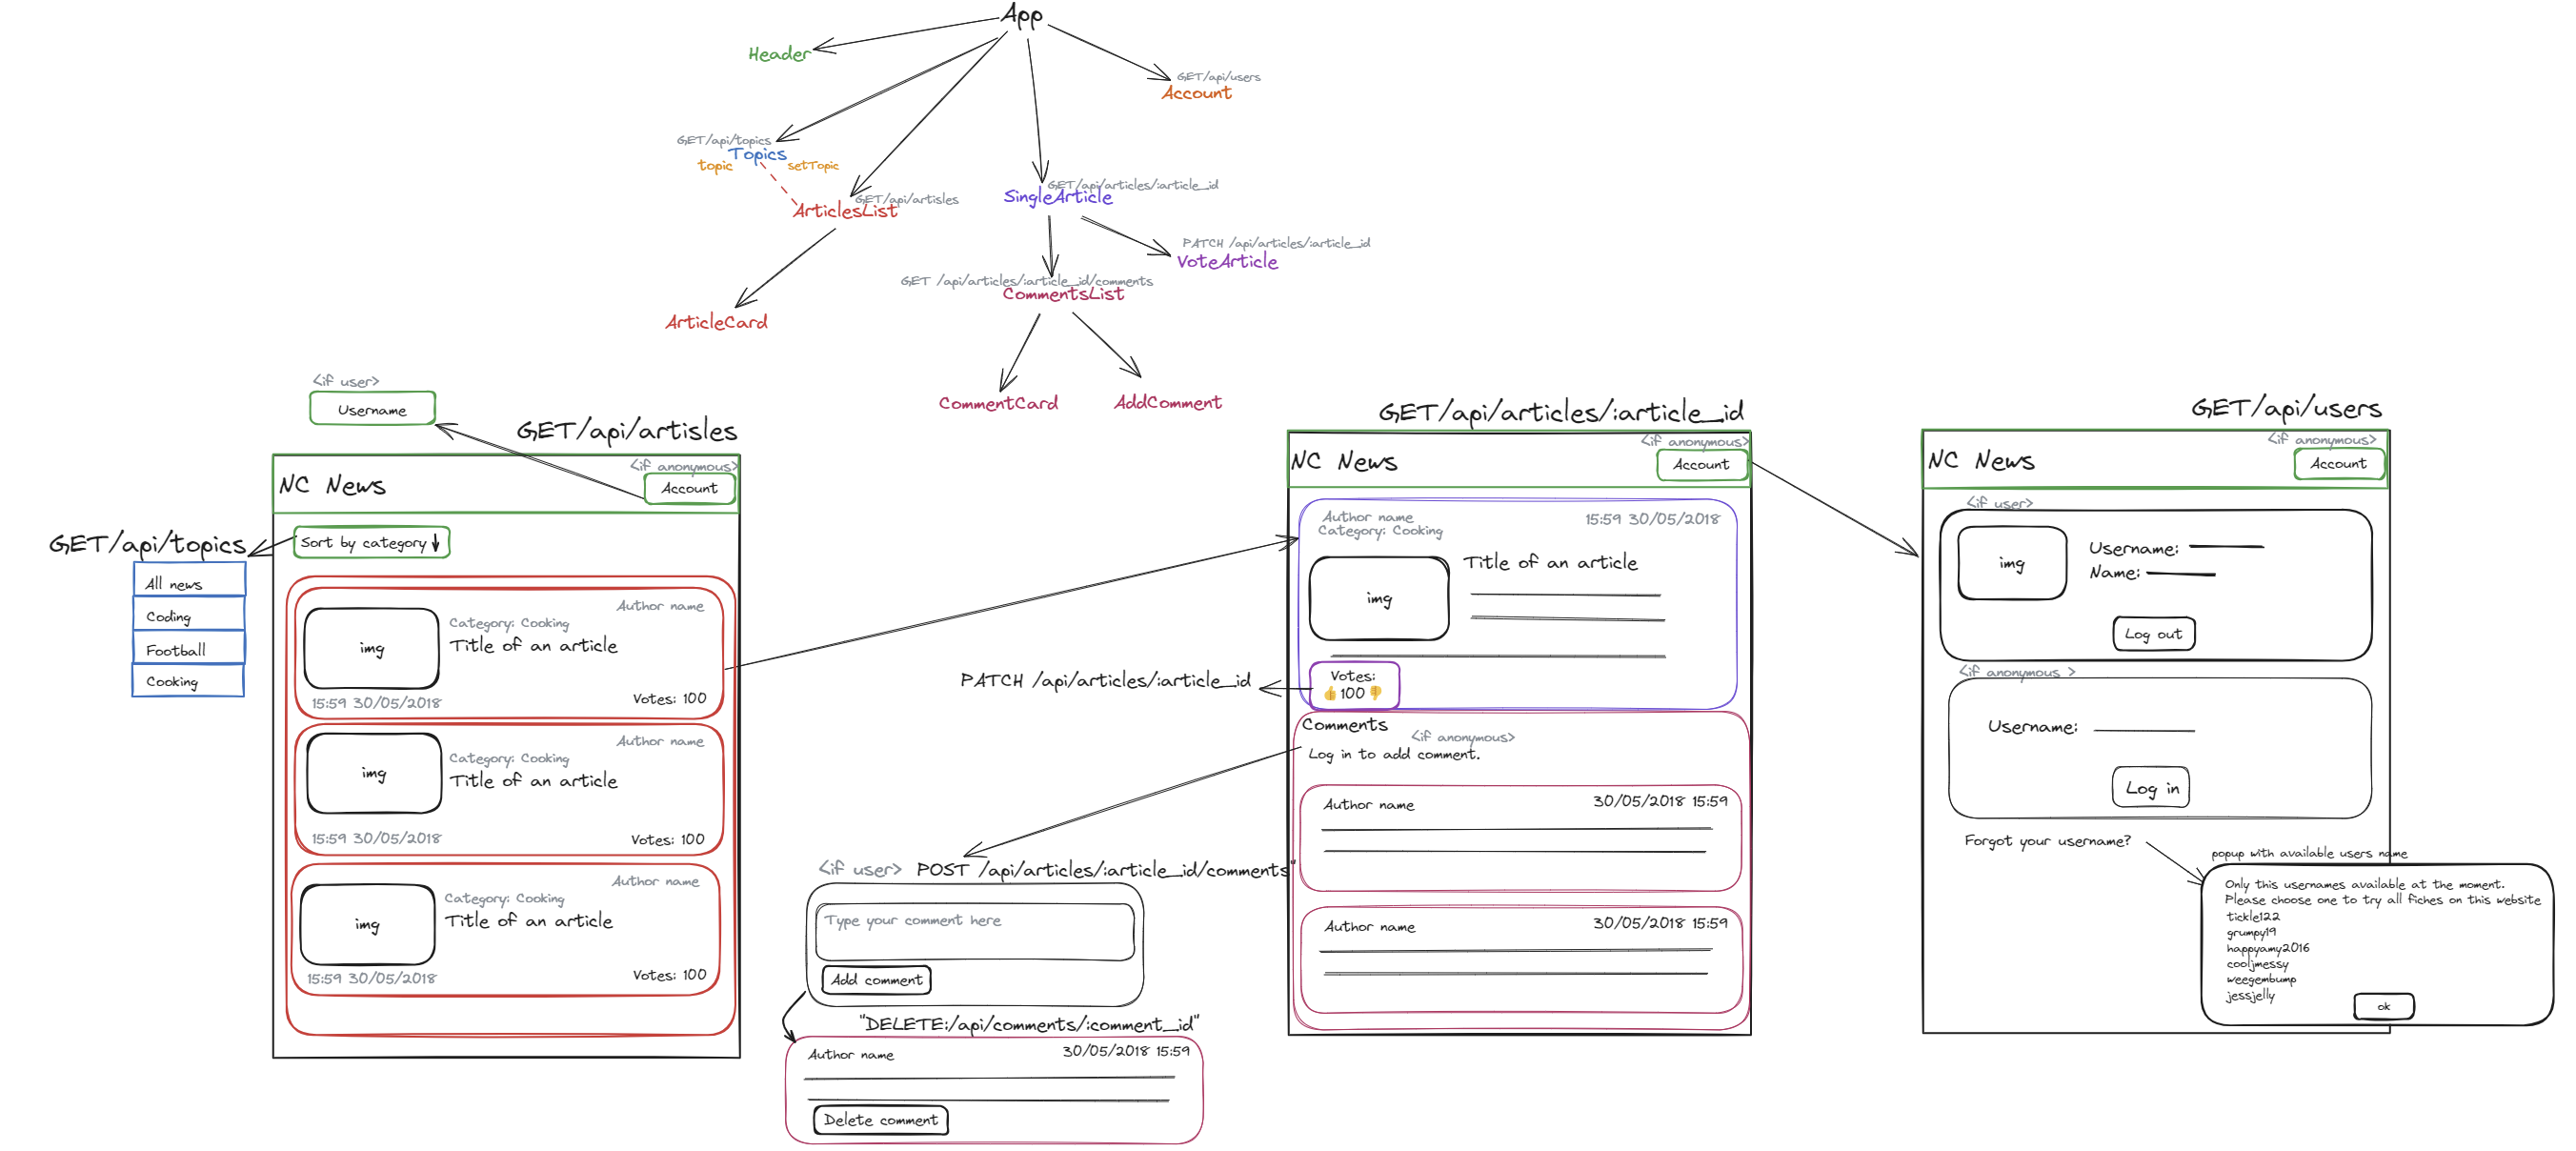 App
Header
GET/api/users
Account
GET/api/topics
Topics
topic
setTopic
GET/api/artisles
ArticlesList
GET/api/articles/:article_id
SingleArticle
PATCH /api/articles/:article_id
VoteArticle
GET /api/articles/:article_id/comments
CommentsList
ArticleCard
CommentCard
AddComment
<if user>
Username
GET/api/artisles
<if anonymous>
NC News
Account
GET/api/topics
Sort by category
All news
Coding
Football
Cooking
Author name
Category: Cooking
img
Title of an article
15:59 30/05/2018
Votes: 100
Author name
Category: Cooking
img
Title of an article
15:59 30/05/2018
Votes: 100
Author name
Category: Cooking
img
Title of an article
15:59 30/05/2018
Votes: 100
GET/api/articles/:article_id
<if anonymous>
NC News
Account
Author name
15:59 30/05/2018
Category: Cooking
Title of an article
img
PATCH /api/articles/:article_id
Votes:
👍100👎
Comments
<if anonymous>
Log in to add comment.
Author name
30/05/2018 15:59
Author name
30/05/2018 15:59
<if user> POST /api/articles/:article_id/comments"
Type your comment here
Add comment
"DELETE:/api/comments/:comment_id"
Author name
30/05/2018 15:59
Delete comment
GET/api/users
<if anonymous>
NC News
Account
<if user>
img
Username:
Name:
Log out
<if anonymous >
Username:
Log in
Forgot your username?
popup with available users name
Only this usernames available at the moment.
Please choose one to try all fiches on this website
tickle122
grumpy19
happyamy2016
cooljmessy
weegembump
jessjelly
ok